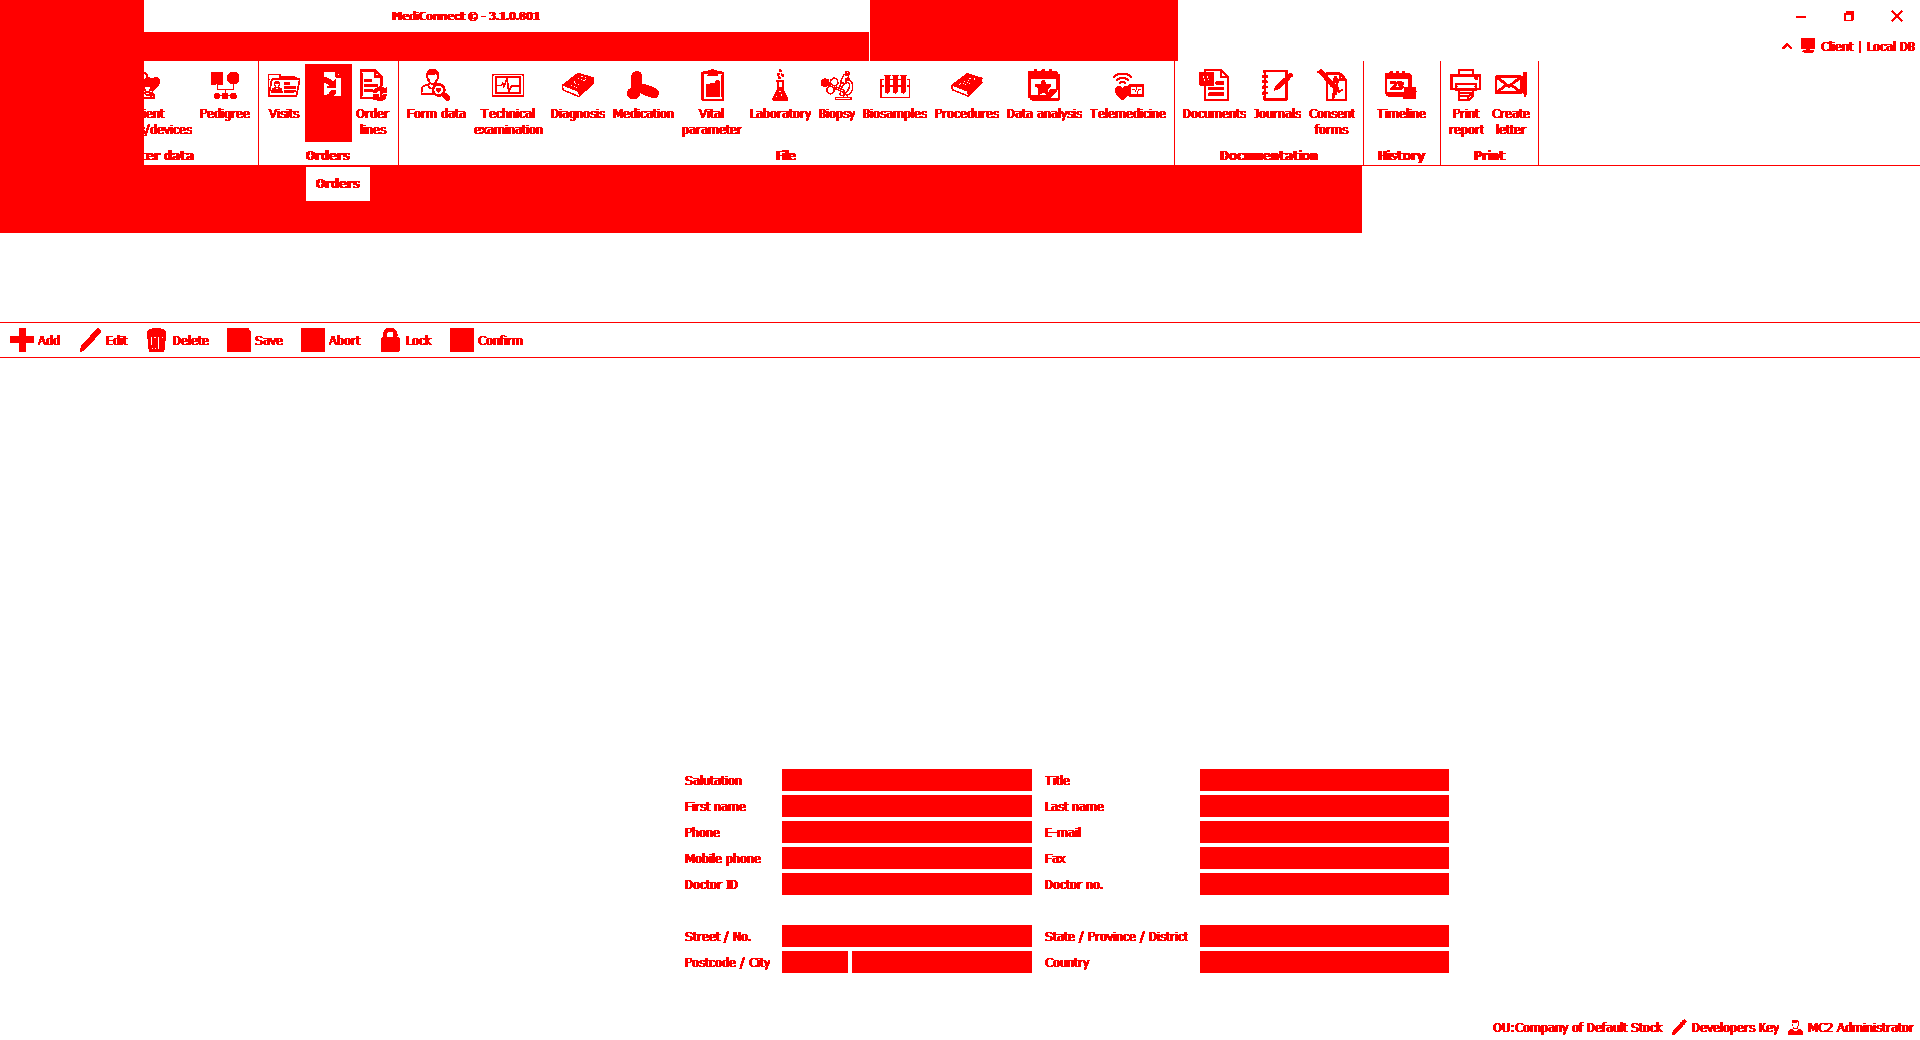 MediConnect © - 3.1.0.801
Client | Local DB
Pedigree
Visits
Order
lines
Form data
Technical
examination
Diagnosis
Medication
Vital
parameter
Laboratory
Biopsy
Biosamples
Procedures
Data analysis
Telemedicine
Documents
Journals
Consent
forms
Timeline
Print
report
Create
letter
ient
/devices
ter data
Orders
File
Documentation
History
Print
Orders
Add
Edit
Delete
Save
Abort
Lock
Confirm
Salutation
Title
First name
Last name
Phone
E-mail
Mobile phone
Fax
Doctor ID
Doctor no.
Street / No.
State / Province / District
Postcode / City
Country
OU:Company of Default Stock
Developers Key
MC2 Administrator